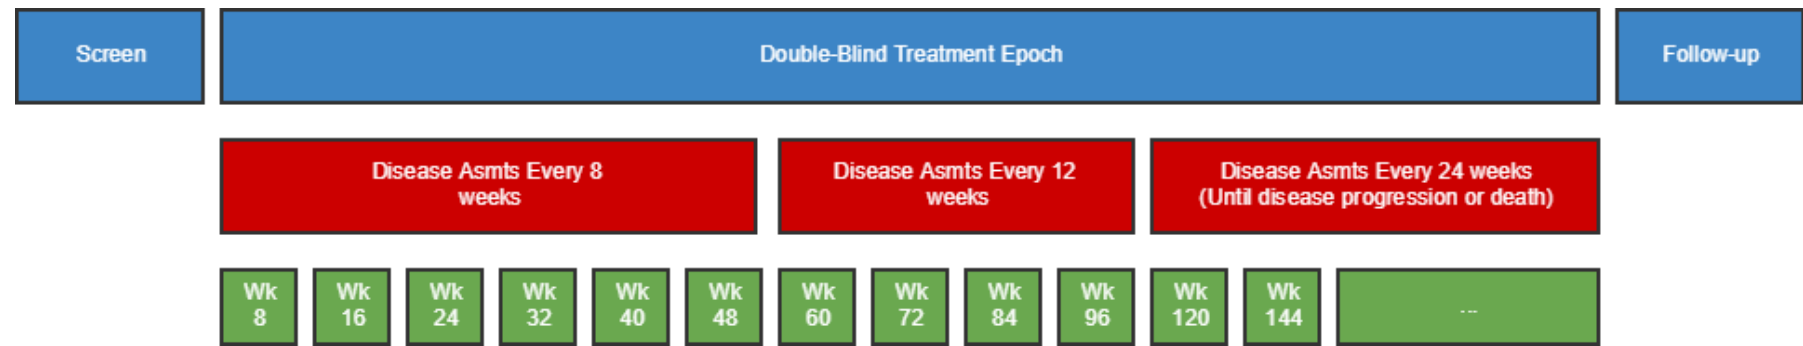 Screen
Double-Blind Treatment Epoch
Follow-up
Disease Asmts Every 8
weeks
Disease Asmts Every 12
weeks
Disease Asmts Every 24 weeks
(Until disease progression or death)
Wk
8
Wk
16
Wk
24
Wk
32
Wk
40
Wk
48
Wk
60
Wk
72
Wk
84
Wk
96
Wk
120
Wk
144
...